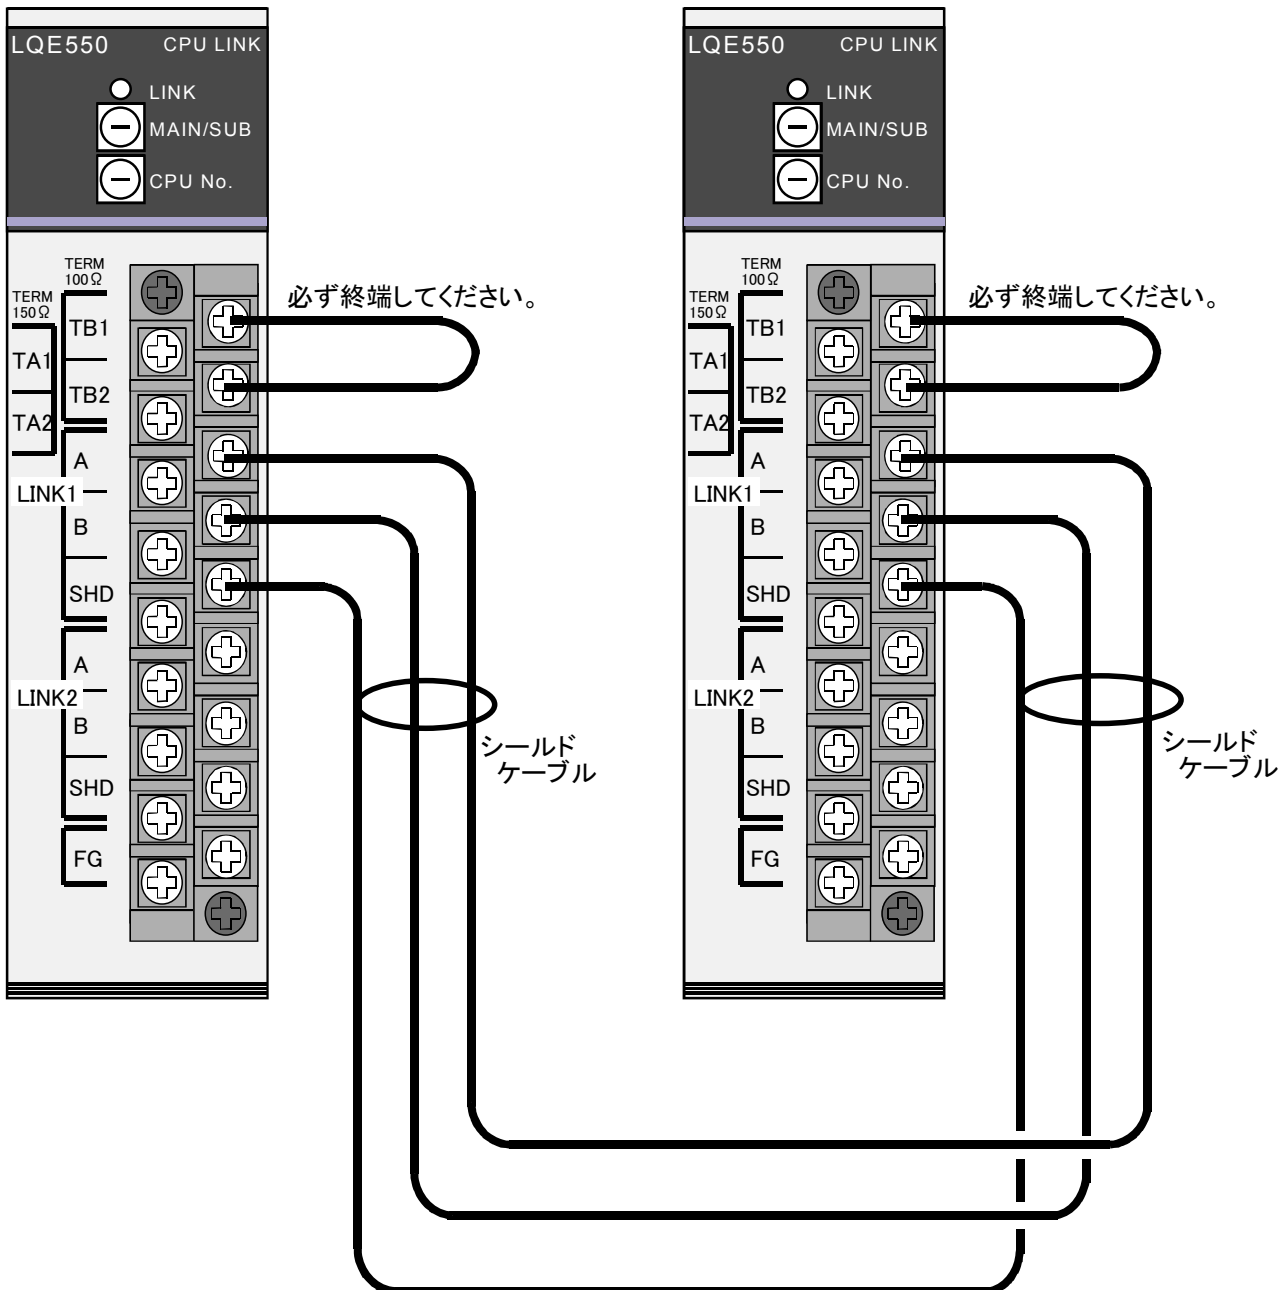 LQE550 CPU LINK
LINK
MAIN/SUB
CPU No.
TERM
100Ω
TERM
150Ω
TB1
TA1
TB2
TA2
A
LINK1
B
SHD
A
LINK2
B
SHD
FG
必ず終端してください。
シールド
ケーブル
LQE550 CPU LINK
LINK
MAIN/SUB
CPU No.
TERM
100Ω
TERM
150Ω
TB1
TA1
TB2
TA2
A
LINK1
B
SHD
A
LINK2
B
SHD
FG
必ず終端してください。
シールド
ケーブル